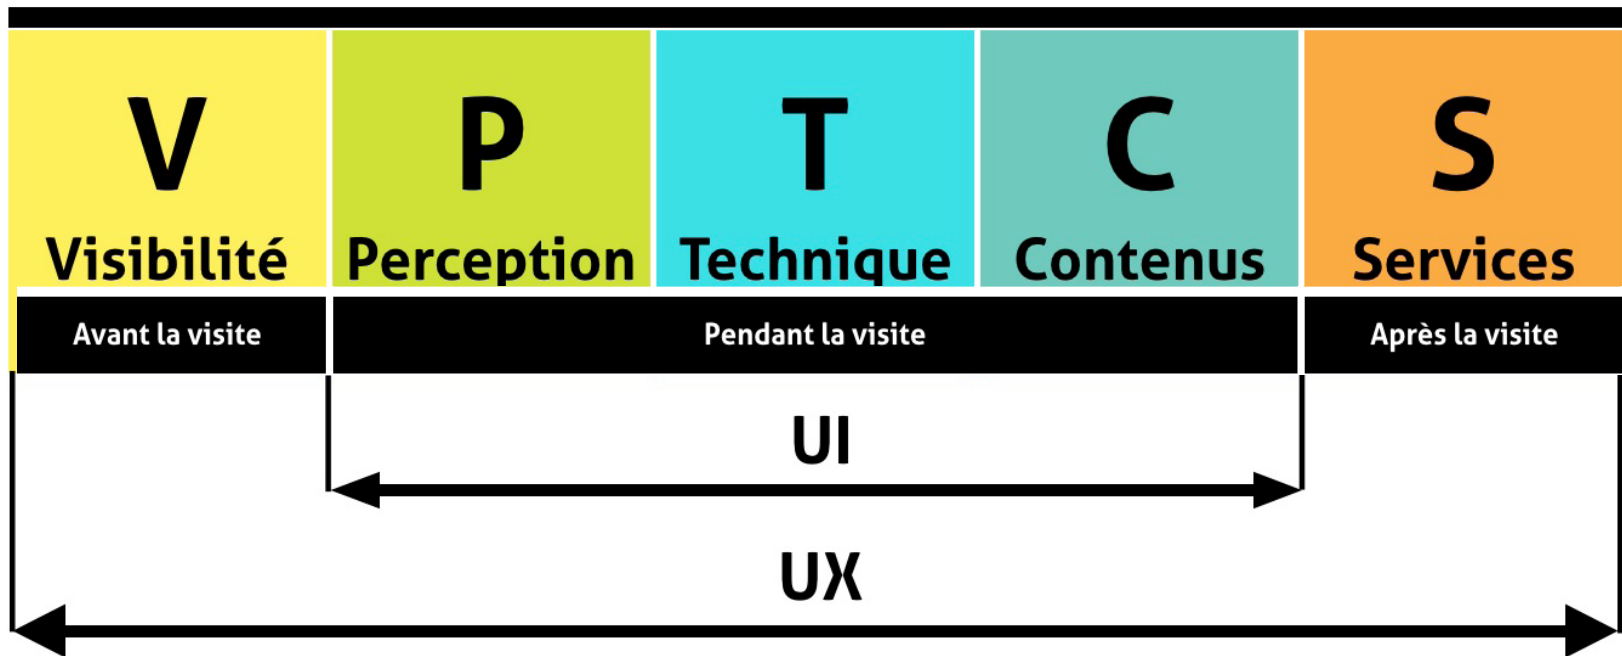 V P T C S
Visibilité Perception Technique Contenus Services
Avant la visite Pendant la visite Après la visite
UI
UX